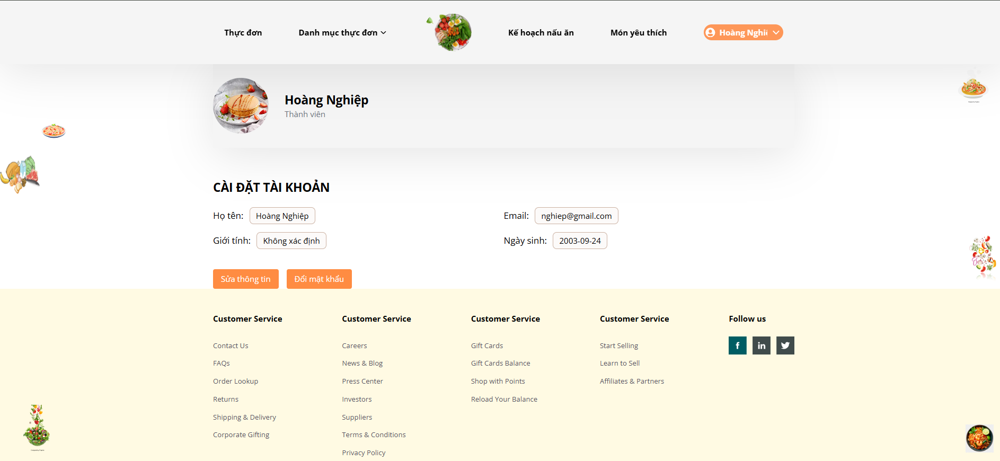 Thực đơn
Danh mục thực đơn
Kế hoạch nấu ăn
Món yêu thích
Hoàng Nghiệ
Hoàng Nghiệp
Thành viên
CÀI ĐẶT TÀI KHOẢN
Họ tên: Hoàng Nghiệp
Email: nghiep@gmail.com
Giới tính: Không xác định
Ngày sinh: 2003-09-24
Sửa thông tin
Đổi mật khẩu
Customer Service
Contact Us
FAQs
Order Lookup
Returns
Shipping & Delivery
Corporate Gifting
Customer Service
Careers
News & Blog
Press Center
Investors
Suppliers
Terms & Conditions
Privacy Policy
Customer Service
Gift Cards
Gift Cards Balance
Shop with Points
Reload Your Balance
Customer Service
Start Selling
Learn to Sell
Affiliates & Partners
Follow us